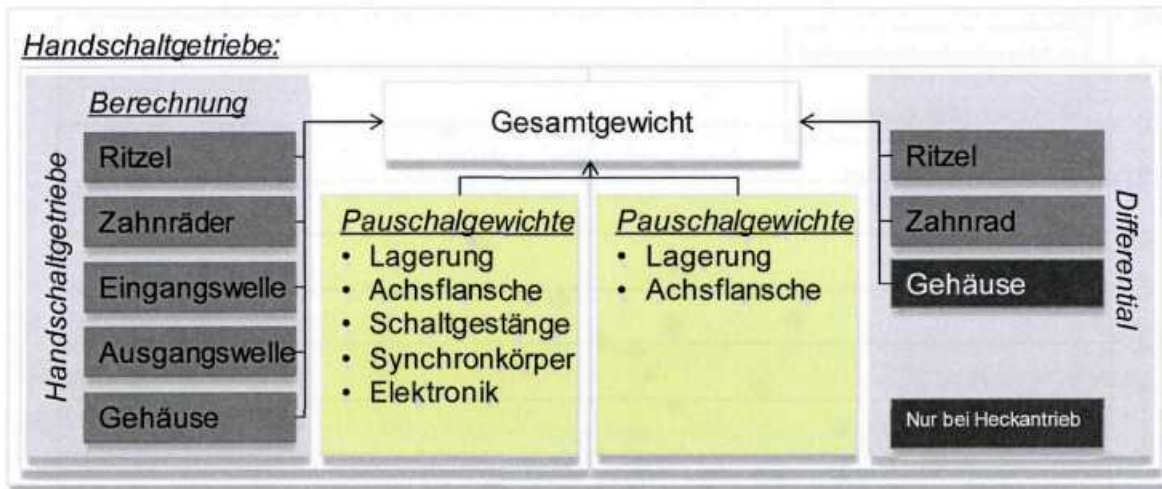 Handschaltgetriebe:
Handschaltgetriebe
Berechnung
Ritzel
Zahnräder
Eingangswelle
Ausgangswelle
Gehäuse
Gesamtgewicht
Pauschalgewichte
• Lagerung
• Achsflansche
• Schaltgestänge
• Synchronkörper
• Elektronik
Pauschalgewichte
• Lagerung
• Achsflansche
Ritzel
Zahnrad
Gehäuse
Nur bei Heckantrieb
Differential